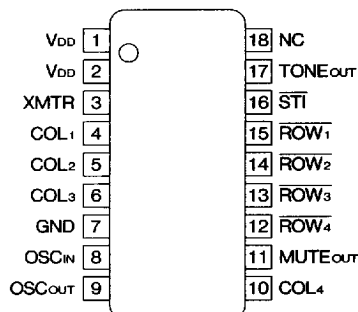 VDD 1 18 NC
VDD 2 17 TONEOUT
XMTR 3 16 STI
COL1 4 15 ROW1
COL2 5 14 ROW2
COL3 6 13 ROW3
GND 7 12 ROW4
OSCIN 8 11 MUTEOUT
OSCOUT 9 10 COL4